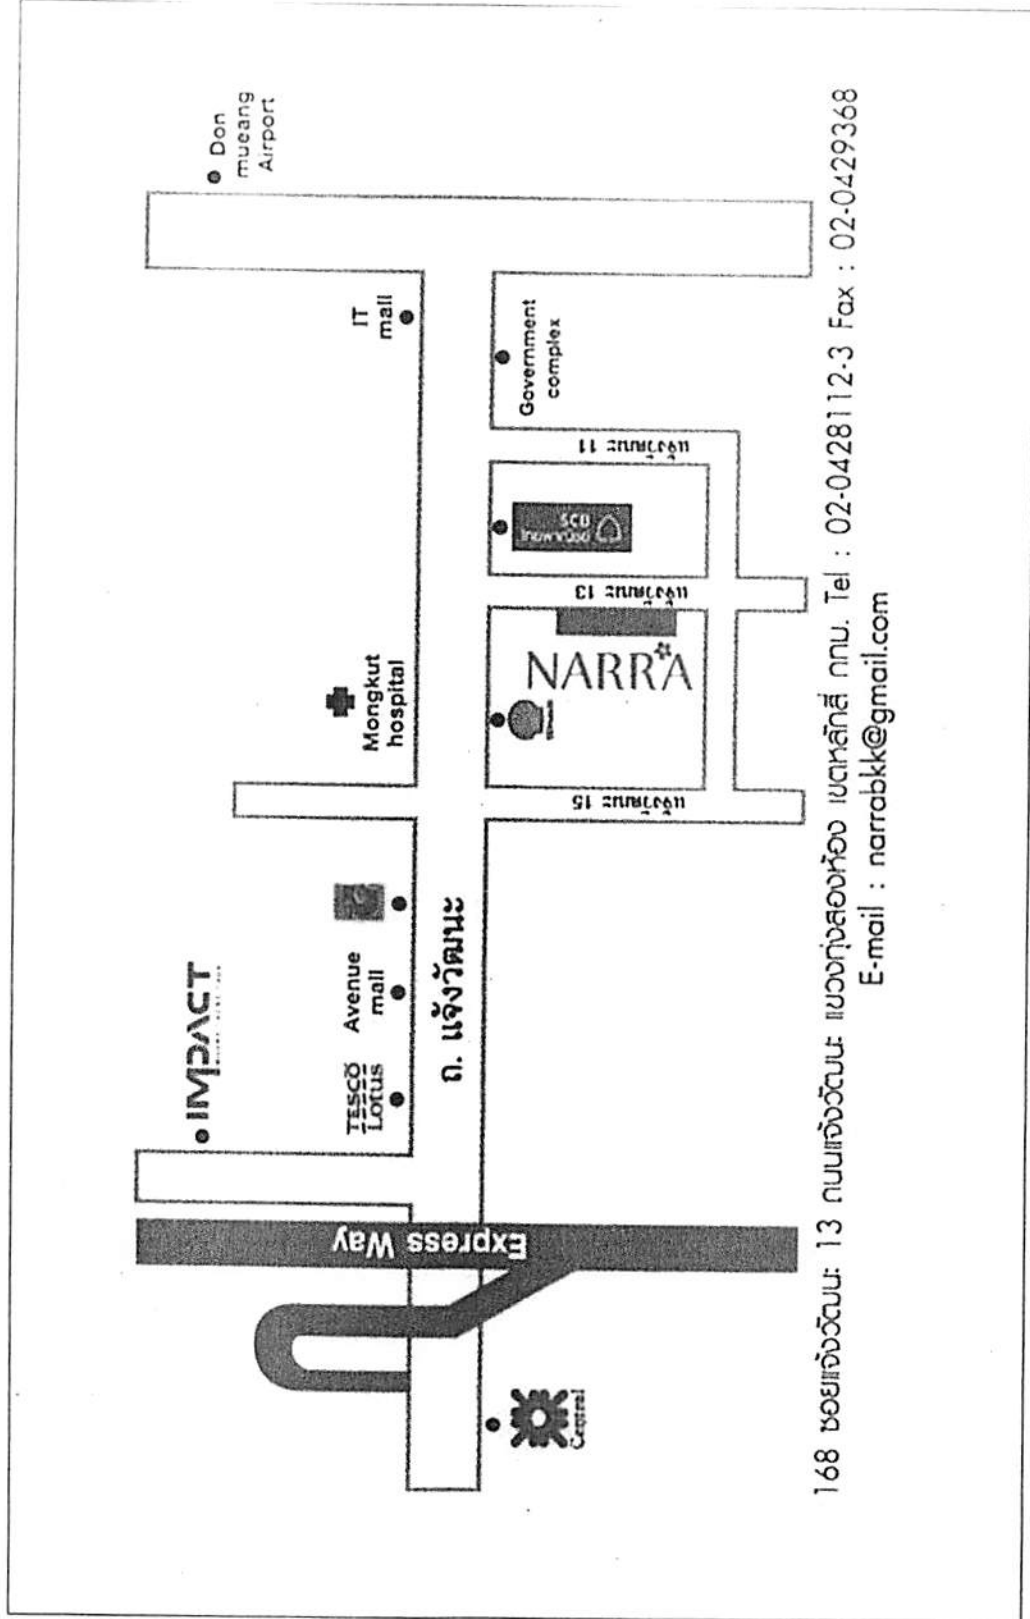 Don
mueang
Airport
IT
mall
Government
complex
แจ้งวัฒนะ 11
แจ้งวัฒนะ 13
แจ้งวัฒนะ 15
Mongkut
hospital
NARRA
IMPACT
TESCO
Lotus
Avenue
mall
ถ. แจ้งวัฒนะ
Express Way
Central
168 ซอยแจ้งวัฒนะ 13 ถนนแจ้งวัฒนะ แขวงทุ่งสองห้อง เขตหลักสี่ กทม. Tel : 02-0428112-3 Fax : 02-0429368
E-mail : narrabkk@gmail.com